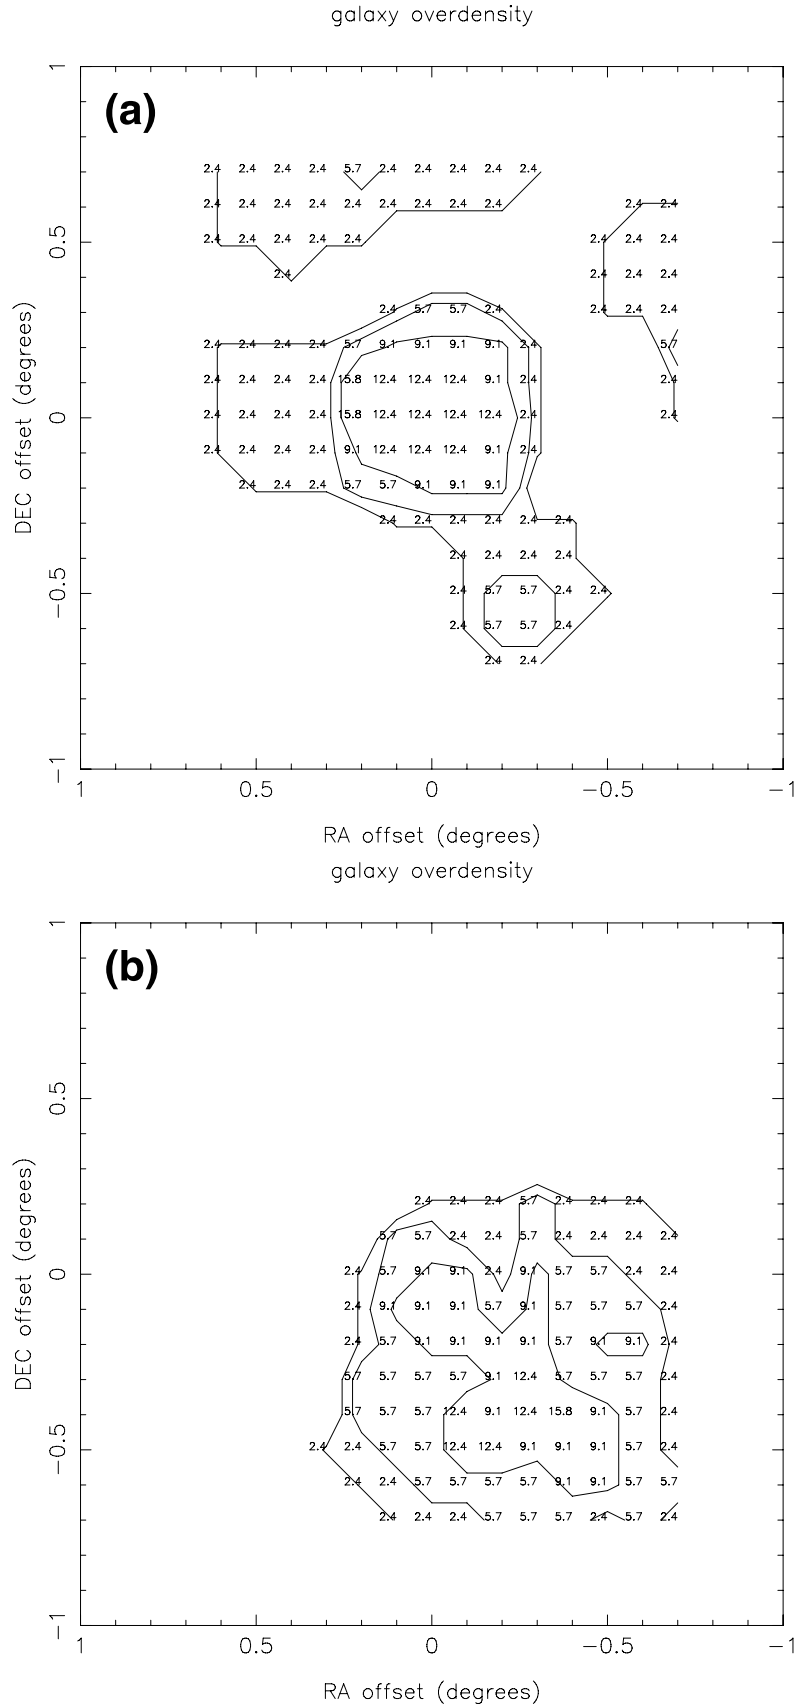 galaxy overdensity
(a)
1
2.4 2.4 2.4 2.4 5.7 2.4 2.4 2.4 2.4 2.4
2.4 2.4 2.4 2.4 2.4 2.4 2.4 2.4 2.4 2.4 2.4
0.5
2.4 2.4 2.4 2.4 2.4 2.4 2.4 2.4
2.4 2.4 2.4 2.4
2.4 5.7 5.7 2.4 2.4 2.4 2.4
2.4 2.4 2.4 2.4 5.7 9.1 9.1 9.1 9.1 2.4 5.7
2.4 2.4 2.4 2.4 15.8 12.4 12.4 12.4 9.1 2.4 2.4
0
2.4 2.4 2.4 2.4 15.8 12.4 12.4 12.4 12.4 2.4 2.4
2.4 2.4 2.4 2.4 9.1 12.4 12.4 12.4 9.1 2.4
2.4 2.4 2.4 5.7 5.7 9.1 9.1 9.1 2.4
2.4 2.4 2.4 2.4 2.4 2.4
2.4 2.4 2.4 2.4
−0.5
2.4 5.7 5.7 2.4 2.4
2.4 5.7 5.7 2.4
2.4 2.4
−1
DEC offset (degrees)
1 0.5 0 −0.5 −1
RA offset (degrees)
galaxy overdensity
(b)
1
0.5
2.4 2.4 2.4 5.7 2.4 2.4 2.4
5.7 5.7 2.4 2.4 5.7 2.4 2.4 2.4 2.4
0
2.4 5.7 9.1 9.1 2.4 9.1 5.7 5.7 2.4 2.4
2.4 9.1 9.1 9.1 5.7 9.1 5.7 5.7 5.7 2.4
2.4 5.7 9.1 9.1 9.1 9.1 5.7 9.1 9.1 2.4
5.7 5.7 5.7 5.7 9.1 12.4 5.7 5.7 5.7 2.4
5.7 5.7 5.7 12.4 9.1 12.4 15.8 9.1 5.7 2.4
−0.5
2.4 2.4 5.7 5.7 12.4 12.4 9.1 9.1 9.1 5.7 2.4
2.4 2.4 5.7 5.7 5.7 5.7 9.1 9.1 5.7 5.7
2.4 2.4 2.4 5.7 5.7 5.7 2.4 5.7 2.4
−1
DEC offset (degrees)
1 0.5 0 −0.5 −1
RA offset (degrees)